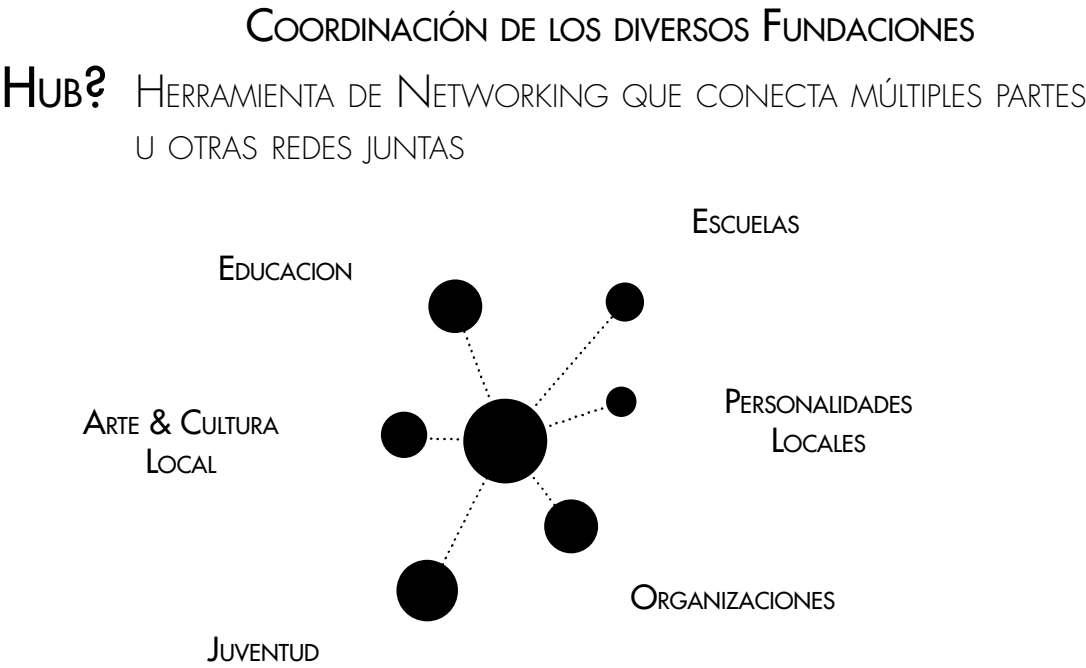 Coordinación de los diversos Fundaciones
Hub? Herramienta de Networking que conecta múltiples partes
u otras redes juntas
Escuelas
Educacion
Personalidades
Locales
Arte & Cultura
Local
Organizaciones
Juventud